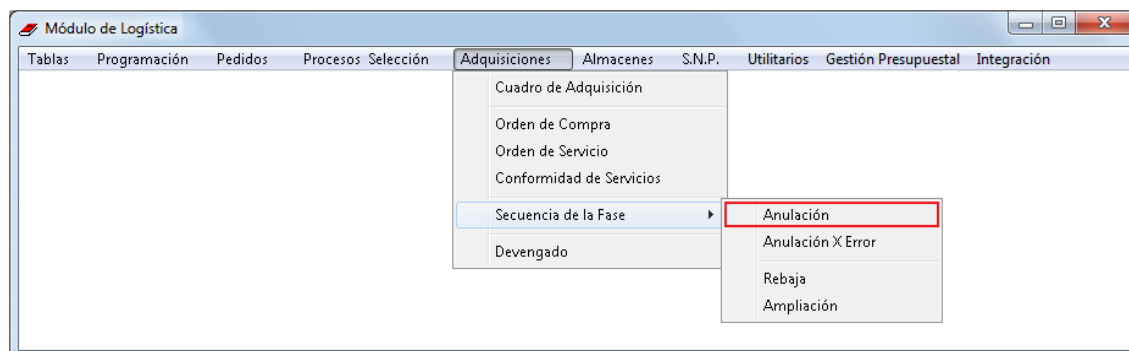 Módulo de Logística
Tablas Programación Pedidos Procesos Selección Adquisiciones Almacenes S.N.P. Utilitarios Gestión Presupuestal Integración
Cuadro de Adquisición
Orden de Compra
Orden de Servicio
Conformidad de Servicios
Secuencia de la Fase
Devengado
Anulación
Anulación X Error
Rebaja
Ampliación